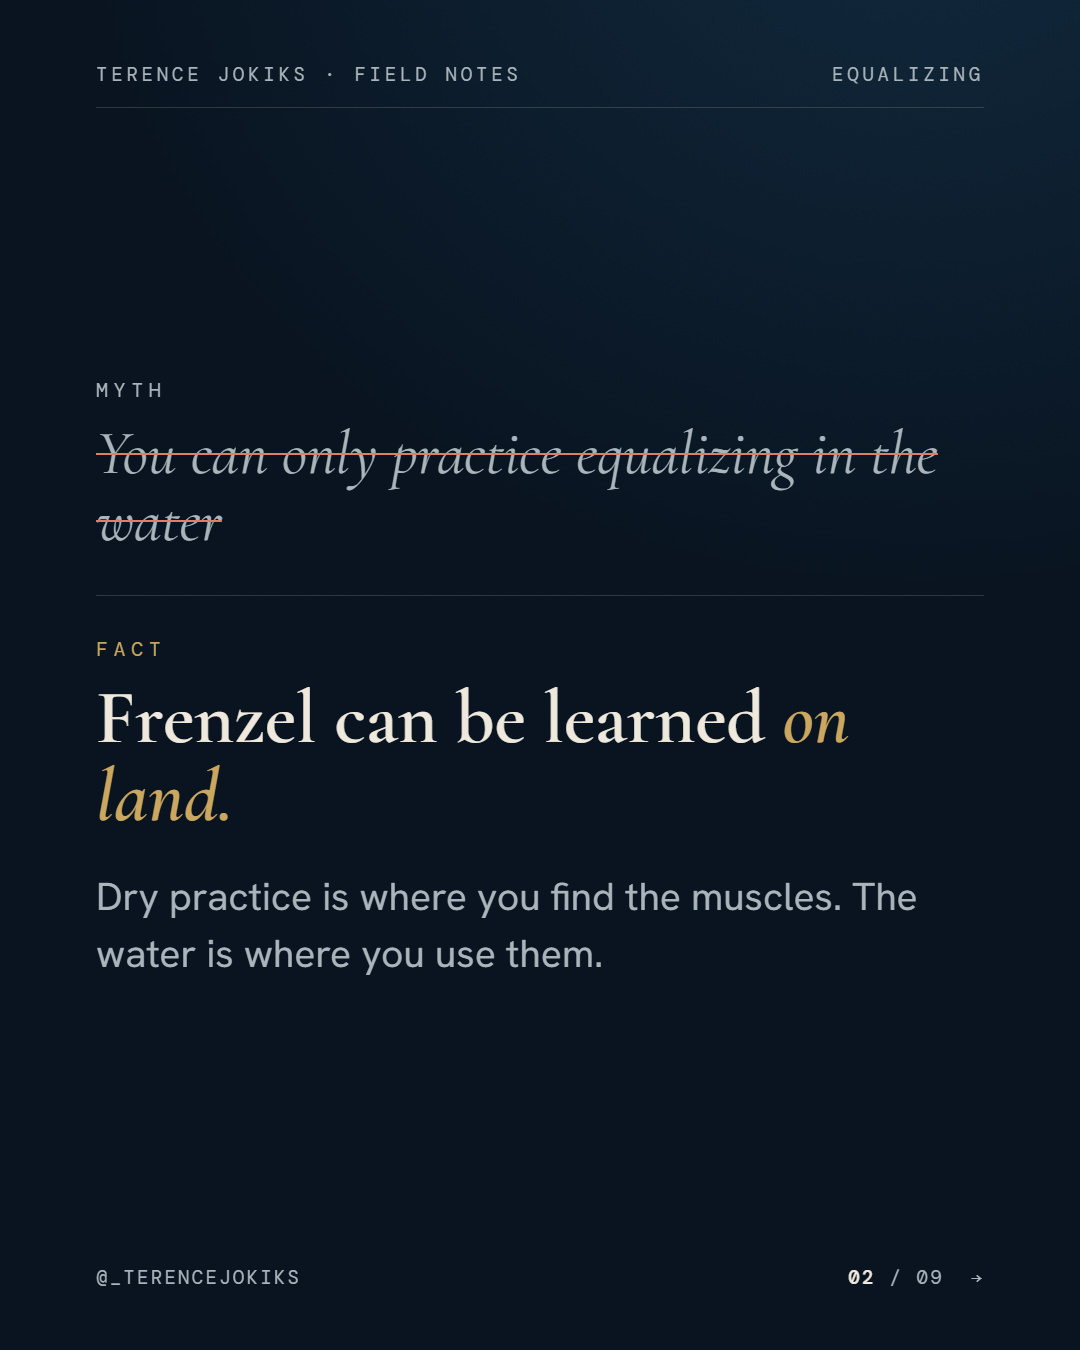 TERENCE JOKIKS · FIELD NOTES
EQUALIZING
MYTH
You can only practice equalizing in the
water
FACT
Frenzel can be learned on
land.
Dry practice is where you find the muscles. The
water is where you use them.
@_TERENCEJOKIKS
02 / 09 →